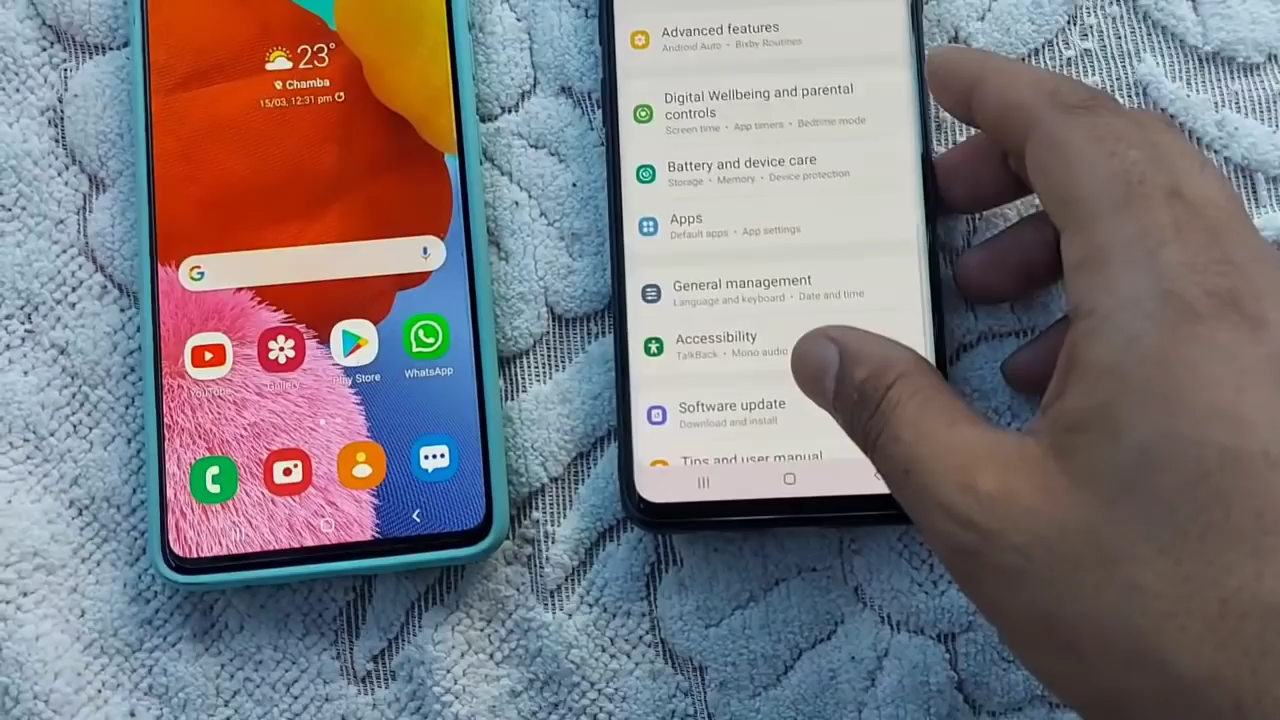 23°
Chamba
15/03, 12:31 pm
G
YouTube
Gallery
Play Store
WhatsApp
Advanced features
Android Auto • Bixby Routines
Digital Wellbeing and parental
controls
Screen time • App timers • Bedtime mode
Battery and device care
Storage • Memory • Device protection
Apps
Default apps • App settings
General management
Language and keyboard • Date and time
Accessibility
TalkBack • Mono audio
Software update
Download and install
Tips and user manual